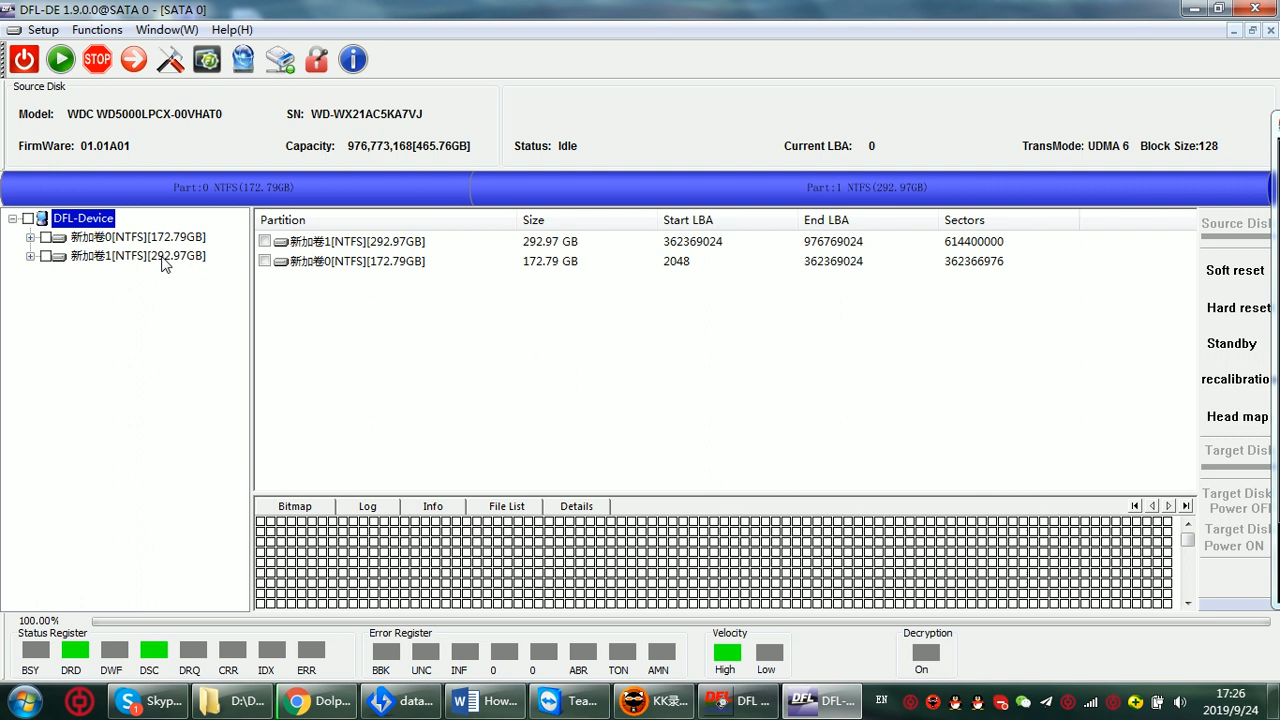 DFL-DE 1.9.0.0@SATA 0 - [SATA 0]
Setup Functions Window(W) Help(H)
STOP
Source Disk
Model: WDC WD5000LPCX-00VHAT0 SN: WD-WX21AC5KA7VJ
FirmWare: 01.01A01 Capacity: 976,773,168[465.76GB] Status: Idle Current LBA: 0 TransMode: UDMA 6 Block Size:128
Part:0 NTFS(172.79GB) Part:1 NTFS(292.97GB)
DFL-Device
新加卷0[NTFS][172.79GB]
新加卷1[NTFS][292.97GB]
Partition Size Start LBA End LBA Sectors
新加卷1[NTFS][292.97GB] 292.97 GB 362369024 976769024 614400000
新加卷0[NTFS][172.79GB] 172.79 GB 2048 362369024 362366976
Source Dis
Soft reset
Hard reset
Standby
recalibratio
Head map
Target Dis
Target Disk
Power OF
Target Disk
Power ON
Bitmap Log Info File List Details
100.00%
Status Register Error Register Velocity Decryption
BSY DRD DWF DSC DRQ CRR IDX ERR BBK UNC INF 0 0 ABR TON AMN High Low On
Skyp... D:\D... Dolp... data... How... Tea... KK录... DFL ... DFL-... EN 17:26
2019/9/24